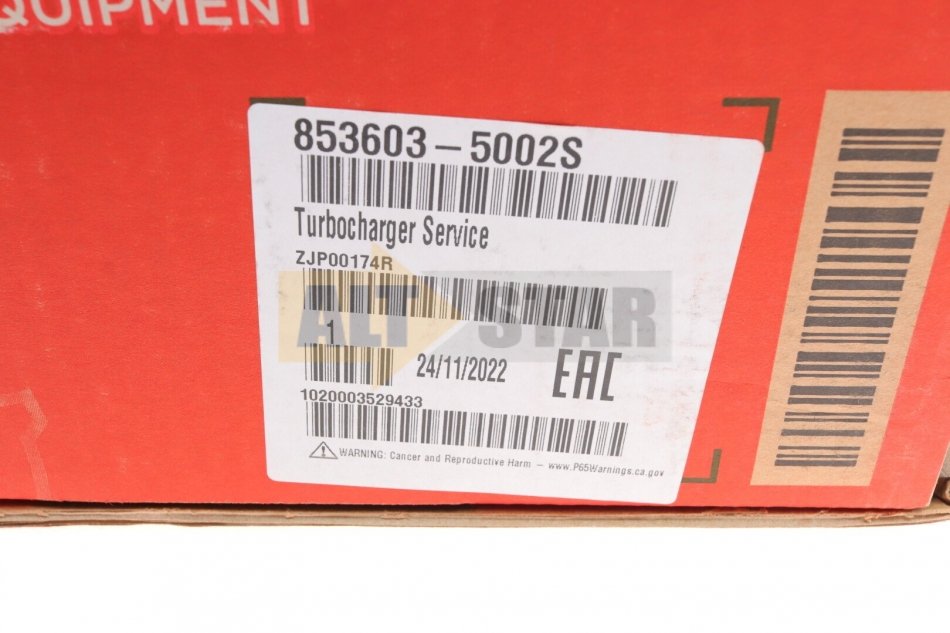 QUIPMENT
853603-5002S
Turbocharger Service
ZJP00174R
ALT STAR
1
24/11/2022 EAC
1020003529433
WARNING: Cancer and Reproductive Harm - www.P65Warnings.ca.gov